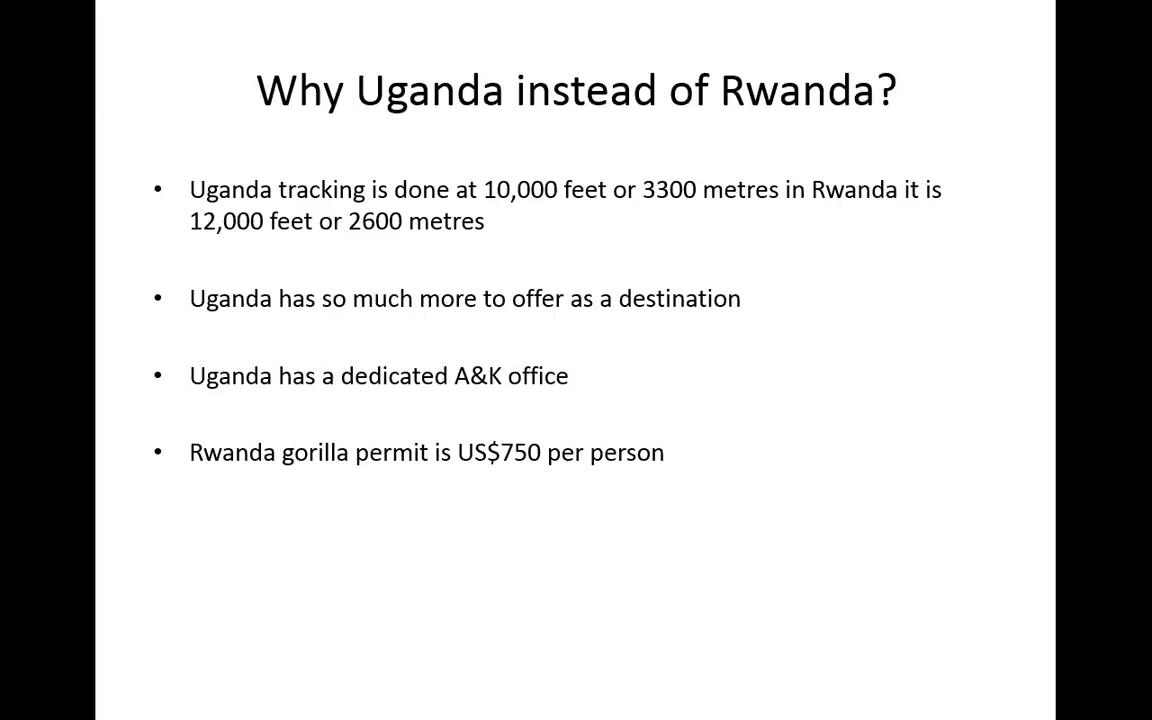 Why Uganda instead of Rwanda?
• Uganda tracking is done at 10,000 feet or 3300 metres in Rwanda it is
12,000 feet or 2600 metres
• Uganda has so much more to offer as a destination
• Uganda has a dedicated A&K office
• Rwanda gorilla permit is US$750 per person